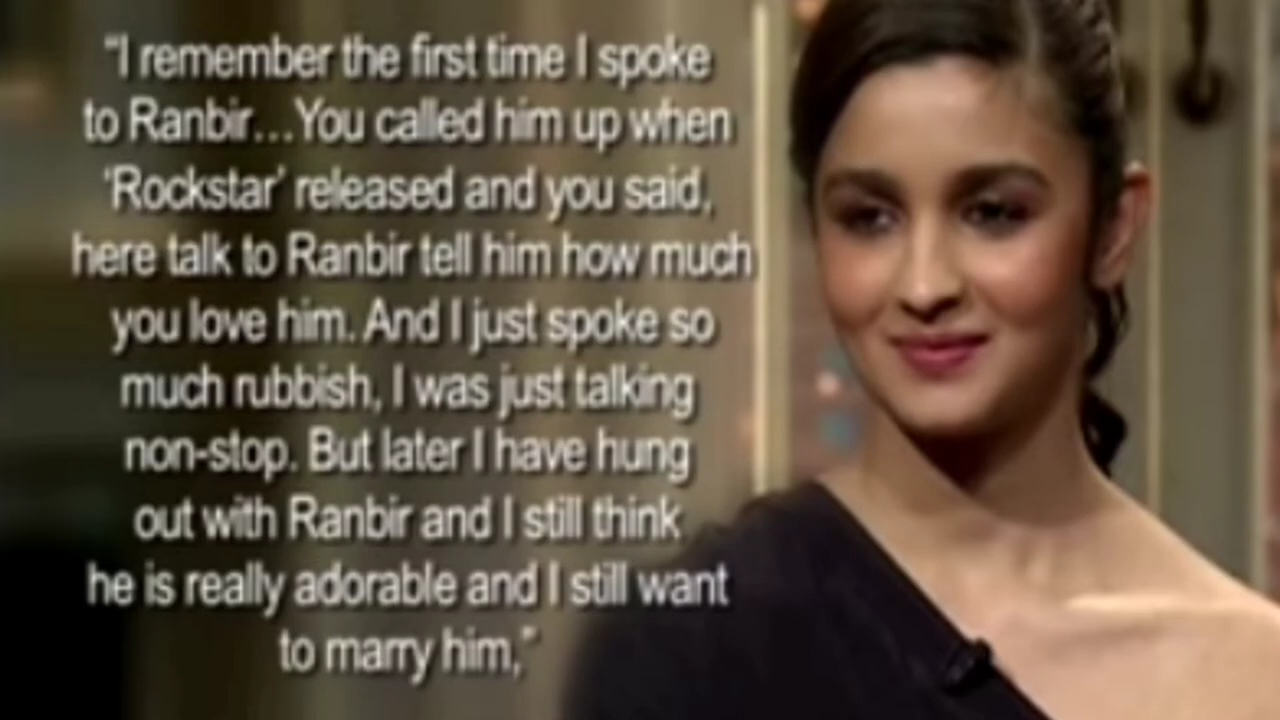 “I remember the first time I spoke
to Ranbir...You called him up when
‘Rockstar’ released and you said,
here talk to Ranbir tell him how much
you love him. And I just spoke so
much rubbish, I was just talking
non-stop. But later I have hung
out with Ranbir and I still think
he is really adorable and I still want
to marry him,”